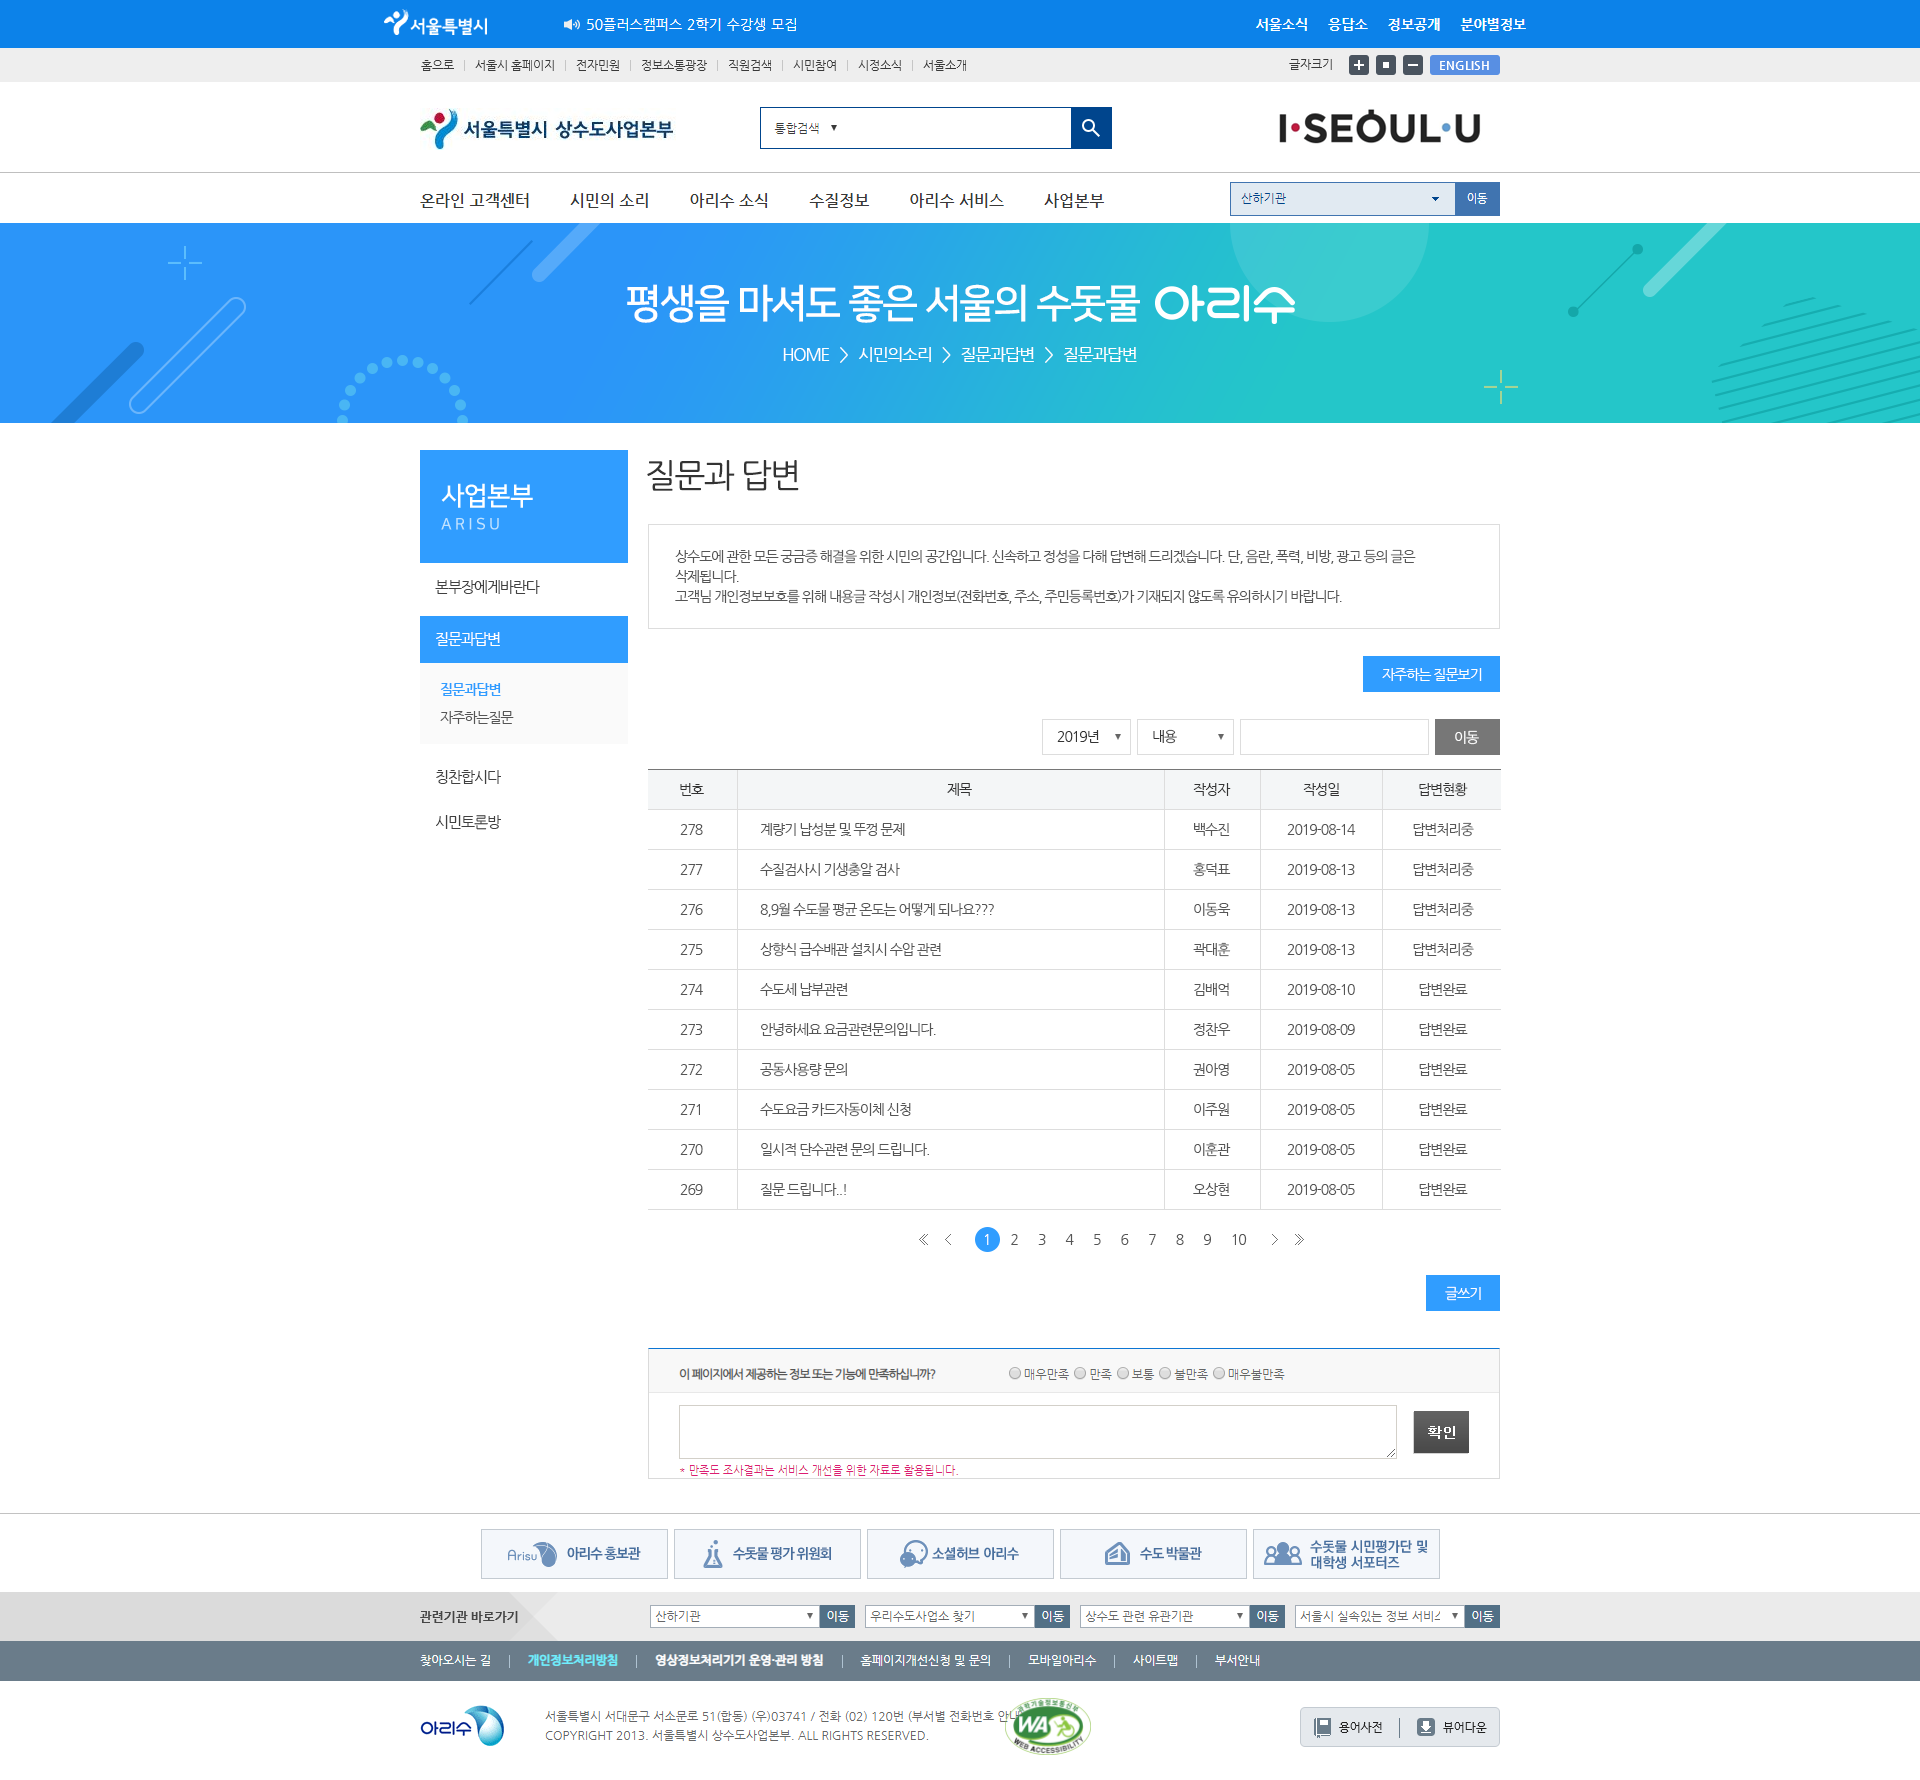 서울특별시
50플러스캠퍼스 2학기 수강생 모집
서울소식 응답소 정보공개 분야별정보
홈으로 서울시 홈페이지 전자민원 정보소통광장 직원검색 시민참여 시정소식 서울소개
글자크기 ENGLISH
서울특별시 상수도사업본부
통합검색
I·SEOUL·U
온라인 고객센터 시민의 소리 아리수 소식 수질정보 아리수 서비스 사업본부
산하기관 이동
평생을 마셔도 좋은 서울의 수돗물 아리수
HOME > 시민의소리 > 질문과답변 > 질문과답변
사업본부
ARISU
본부장에게바란다
질문과답변
질문과답변
자주하는질문
칭찬합시다
시민토론방
질문과 답변
상수도에 관한 모든 궁금증 해결을 위한 시민의 공간입니다. 신속하고 정성을 다해 답변해 드리겠습니다. 단, 음란, 폭력, 비방, 광고 등의 글은
삭제됩니다.
고객님 개인정보보호를 위해 내용글 작성시 개인정보(전화번호, 주소, 주민등록번호)가 기재되지 않도록 유의하시기 바랍니다.
자주하는 질문보기
2019년 내용 이동
번호 제목 작성자 작성일 답변현황
278 계량기 납성분 및 뚜껑 문제 백수진 2019-08-14 답변처리중
277 수질검사시 기생충알 검사 홍덕표 2019-08-13 답변처리중
276 8,9월 수도물 평균 온도는 어떻게 되나요??? 이동욱 2019-08-13 답변처리중
275 상향식 급수배관 설치시 수압 관련 곽대훈 2019-08-13 답변처리중
274 수도세 납부관련 김배억 2019-08-10 답변완료
273 안녕하세요 요금관련문의입니다. 정찬우 2019-08-09 답변완료
272 공동사용량 문의 권아영 2019-08-05 답변완료
271 수도요금 카드자동이체 신청 이주원 2019-08-05 답변완료
270 일시적 단수관련 문의 드립니다. 이훈관 2019-08-05 답변완료
269 질문 드립니다..! 오상현 2019-08-05 답변완료
1 2 3 4 5 6 7 8 9 10
글쓰기
이 페이지에서 제공하는 정보 또는 기능에 만족하십니까? 매우만족 만족 보통 불만족 매우불만족
확인
* 만족도 조사결과는 서비스 개선을 위한 자료로 활용됩니다.
Arisu 아리수 홍보관
수돗물 평가 위원회
소셜허브 아리수
수도 박물관
수돗물 시민평가단 및
대학생 서포터즈
관련기관 바로가기
산하기관 이동 우리수도사업소 찾기 이동 상수도 관련 유관기관 이동 서울시 실속있는 정보 서비스 이동
찾아오시는 길 개인정보처리방침 영상정보처리기기 운영·관리 방침 홈페이지개선신청 및 문의 모바일아리수 사이트맵 부서안내
아리수
서울특별시 서대문구 서소문로 51(합동) (우)03741 / 전화 (02) 120번 (부서별 전화번호 안내
COPYRIGHT 2013. 서울특별시 상수도사업본부. ALL RIGHTS RESERVED.
과학기술정보통신부
WA
WEB ACCESSIBILITY
용어사전 뷰어다운